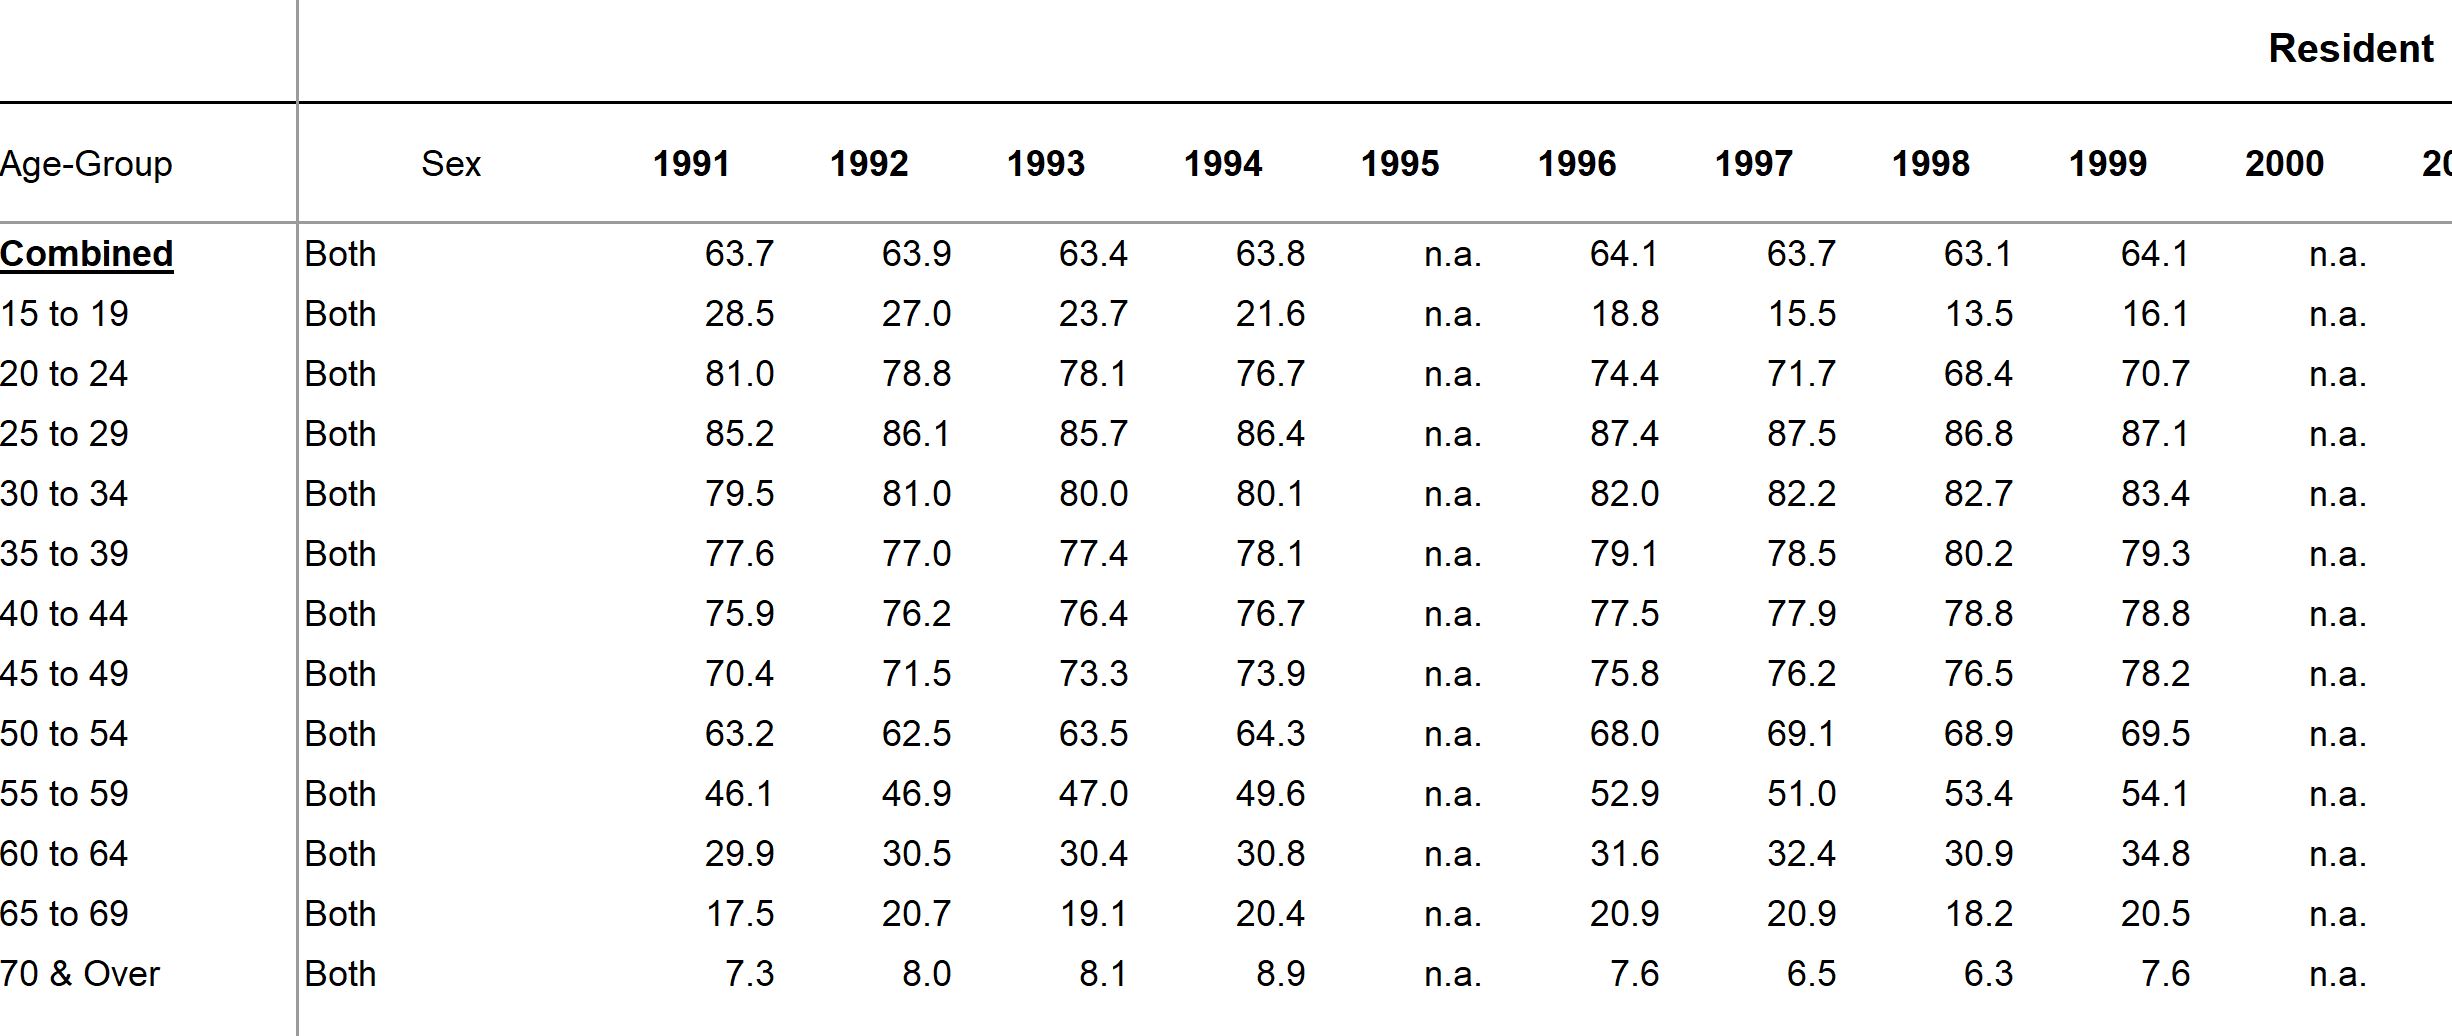 Resident
Age-Group Sex 1991 1992 1993 1994 1995 1996 1997 1998 1999 2000 20
Combined Both 63.7 63.9 63.4 63.8 n.a. 64.1 63.7 63.1 64.1 n.a.
15 to 19 Both 28.5 27.0 23.7 21.6 n.a. 18.8 15.5 13.5 16.1 n.a.
20 to 24 Both 81.0 78.8 78.1 76.7 n.a. 74.4 71.7 68.4 70.7 n.a.
25 to 29 Both 85.2 86.1 85.7 86.4 n.a. 87.4 87.5 86.8 87.1 n.a.
30 to 34 Both 79.5 81.0 80.0 80.1 n.a. 82.0 82.2 82.7 83.4 n.a.
35 to 39 Both 77.6 77.0 77.4 78.1 n.a. 79.1 78.5 80.2 79.3 n.a.
40 to 44 Both 75.9 76.2 76.4 76.7 n.a. 77.5 77.9 78.8 78.8 n.a.
45 to 49 Both 70.4 71.5 73.3 73.9 n.a. 75.8 76.2 76.5 78.2 n.a.
50 to 54 Both 63.2 62.5 63.5 64.3 n.a. 68.0 69.1 68.9 69.5 n.a.
55 to 59 Both 46.1 46.9 47.0 49.6 n.a. 52.9 51.0 53.4 54.1 n.a.
60 to 64 Both 29.9 30.5 30.4 30.8 n.a. 31.6 32.4 30.9 34.8 n.a.
65 to 69 Both 17.5 20.7 19.1 20.4 n.a. 20.9 20.9 18.2 20.5 n.a.
70 & Over Both 7.3 8.0 8.1 8.9 n.a. 7.6 6.5 6.3 7.6 n.a.